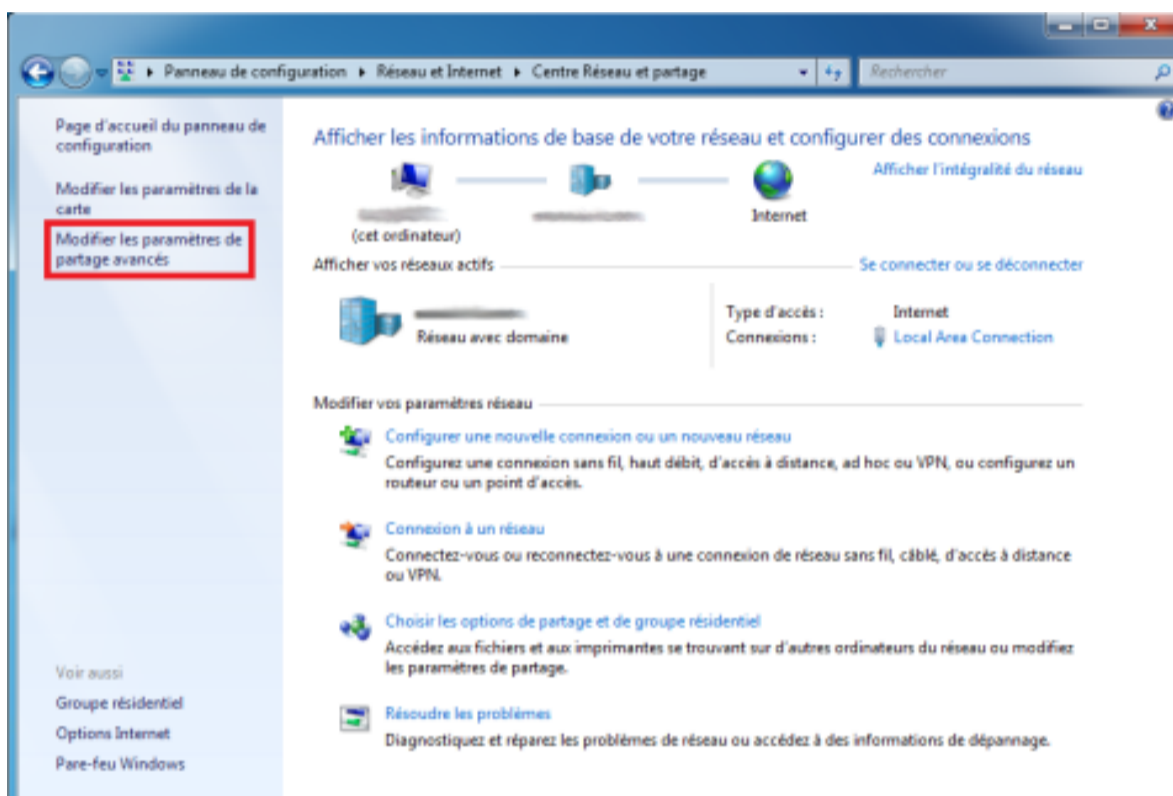 Panneau de configuration ▸ Réseau et Internet ▸ Centre Réseau et partage
Rechercher
Page d'accueil du panneau de
configuration
Modifier les paramètres de la
carte
Modifier les paramètres de
partage avancés
Voir aussi
Groupe résidentiel
Options Internet
Pare-feu Windows
Afficher les informations de base de votre réseau et configurer des connexions
Afficher l'intégralité du réseau
Internet
(cet ordinateur)
Afficher vos réseaux actifs
Se connecter ou se déconnecter
Réseau avec domaine
Type d'accès : Internet
Connexions : Local Area Connection
Modifier vos paramètres réseau
Configurer une nouvelle connexion ou un nouveau réseau
Configurez une connexion sans fil, haut débit, d'accès à distance, ad hoc ou VPN, ou configurez un
routeur ou un point d'accès.
Connexion à un réseau
Connectez-vous ou reconnectez-vous à une connexion de réseau sans fil, câblé, d'accès à distance
ou VPN.
Choisir les options de partage et de groupe résidentiel
Accédez aux fichiers et aux imprimantes se trouvant sur d'autres ordinateurs du réseau ou modifiez
les paramètres de partage.
Résoudre les problèmes
Diagnostiquez et réparez les problèmes de réseau ou accédez à des informations de dépannage.